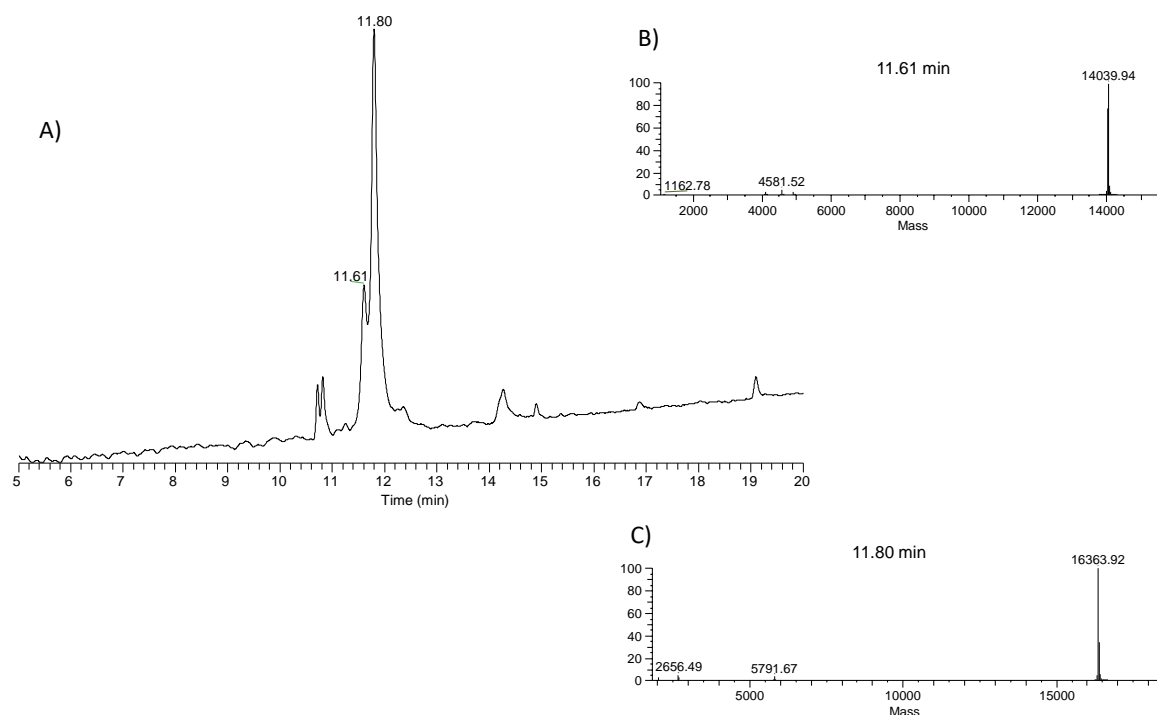 A)
11.80
11.61
5 6 7 8 9 10 11 12 13 14 15 16 17 18 19 20
Time (min)
B)
11.61 min
14039.94
100
80
60
40
20
0
1162.78
4581.52
2000 4000 6000 8000 10000 12000 14000
Mass
C)
11.80 min
16363.92
100
80
60
40
20
0
2656.49
5791.67
5000 10000 15000
Mass